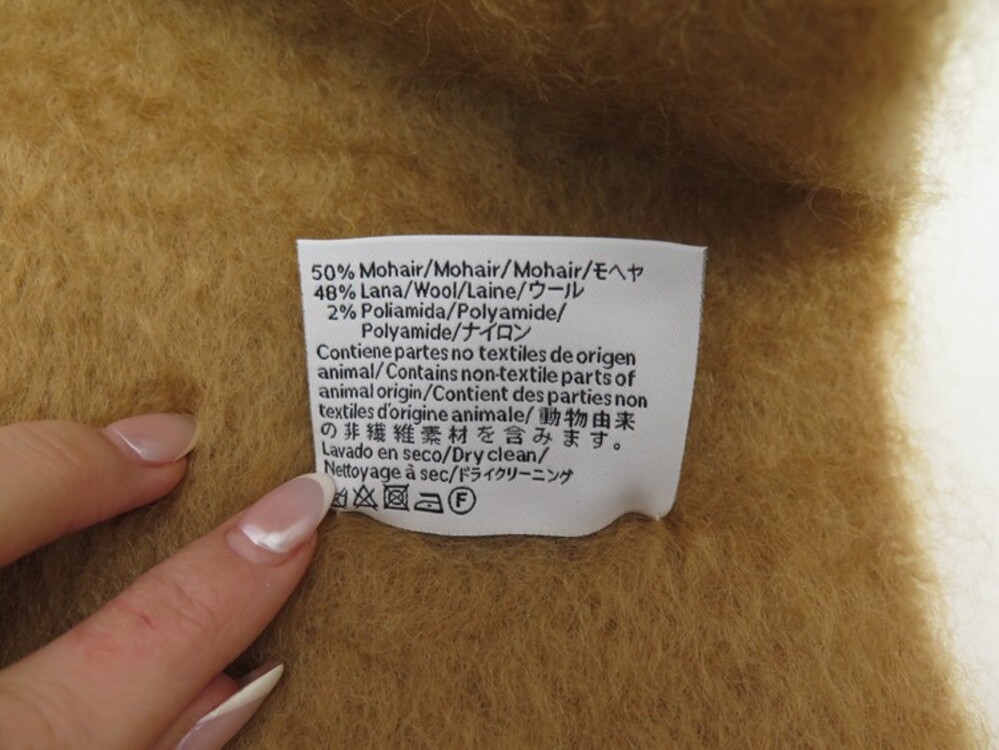 50% Mohair/Mohair/Mohair/モヘヤ
48% Lana/Wool/Laine/ウール
2% Poliamida/Polyamide/
Polyamide/ナイロン
Contiene partes no textiles de origen
animal/Contains non-textile parts of
animal origin/Contient des parties non
textiles d'origine animale/動物由来
の非繊維素材を含みます。
Lavado en seco/Dry clean/
Nettoyage à sec/ドライクリーニング
F